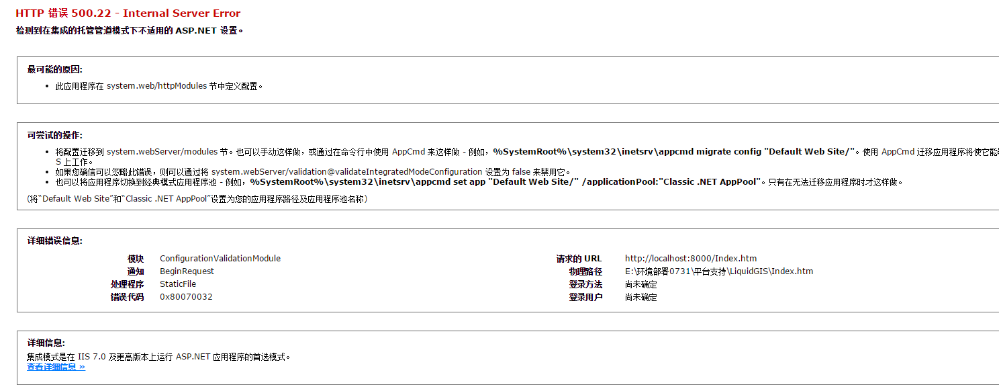 HTTP 错误 500.22 - Internal Server Error
检测到在集成的托管管道模式下不适用的 ASP.NET 设置。
最可能的原因:
• 此应用程序在 system.web/httpModules 节中定义配置。
可尝试的操作:
• 将配置迁移到 system.webServer/modules 节。也可以手动这样做，或通过在命令行中使用 AppCmd 来这样做 - 例如，%SystemRoot%\system32\inetsrv\appcmd migrate config "Default Web Site/"。使用 AppCmd 迁移应用程序将使它能
S 上工作。
• 如果您确信可以忽略此错误，则可以通过将 system.webServer/validation@validateIntegratedModeConfiguration 设置为 false 来禁用它。
• 也可以将应用程序切换到经典模式应用程序池 - 例如，%SystemRoot%\system32\inetsrv\appcmd set app "Default Web Site/" /applicationPool:"Classic .NET AppPool"。只有在无法迁移应用程序时才这样做。
(将“Default Web Site”和“Classic .NET AppPool”设置为您的应用程序路径及应用程序池名称)
详细错误信息:
模块 ConfigurationValidationModule
通知 BeginRequest
处理程序 StaticFile
错误代码 0x80070032
请求的 URL http://localhost:8000/Index.htm
物理路径 E:\环境部署0731\平台支持\LiquidGIS\Index.htm
登录方法 尚未确定
登录用户 尚未确定
详细信息:
集成模式是在 IIS 7.0 及更高版本上运行 ASP.NET 应用程序的首选模式。
查看详细信息 »